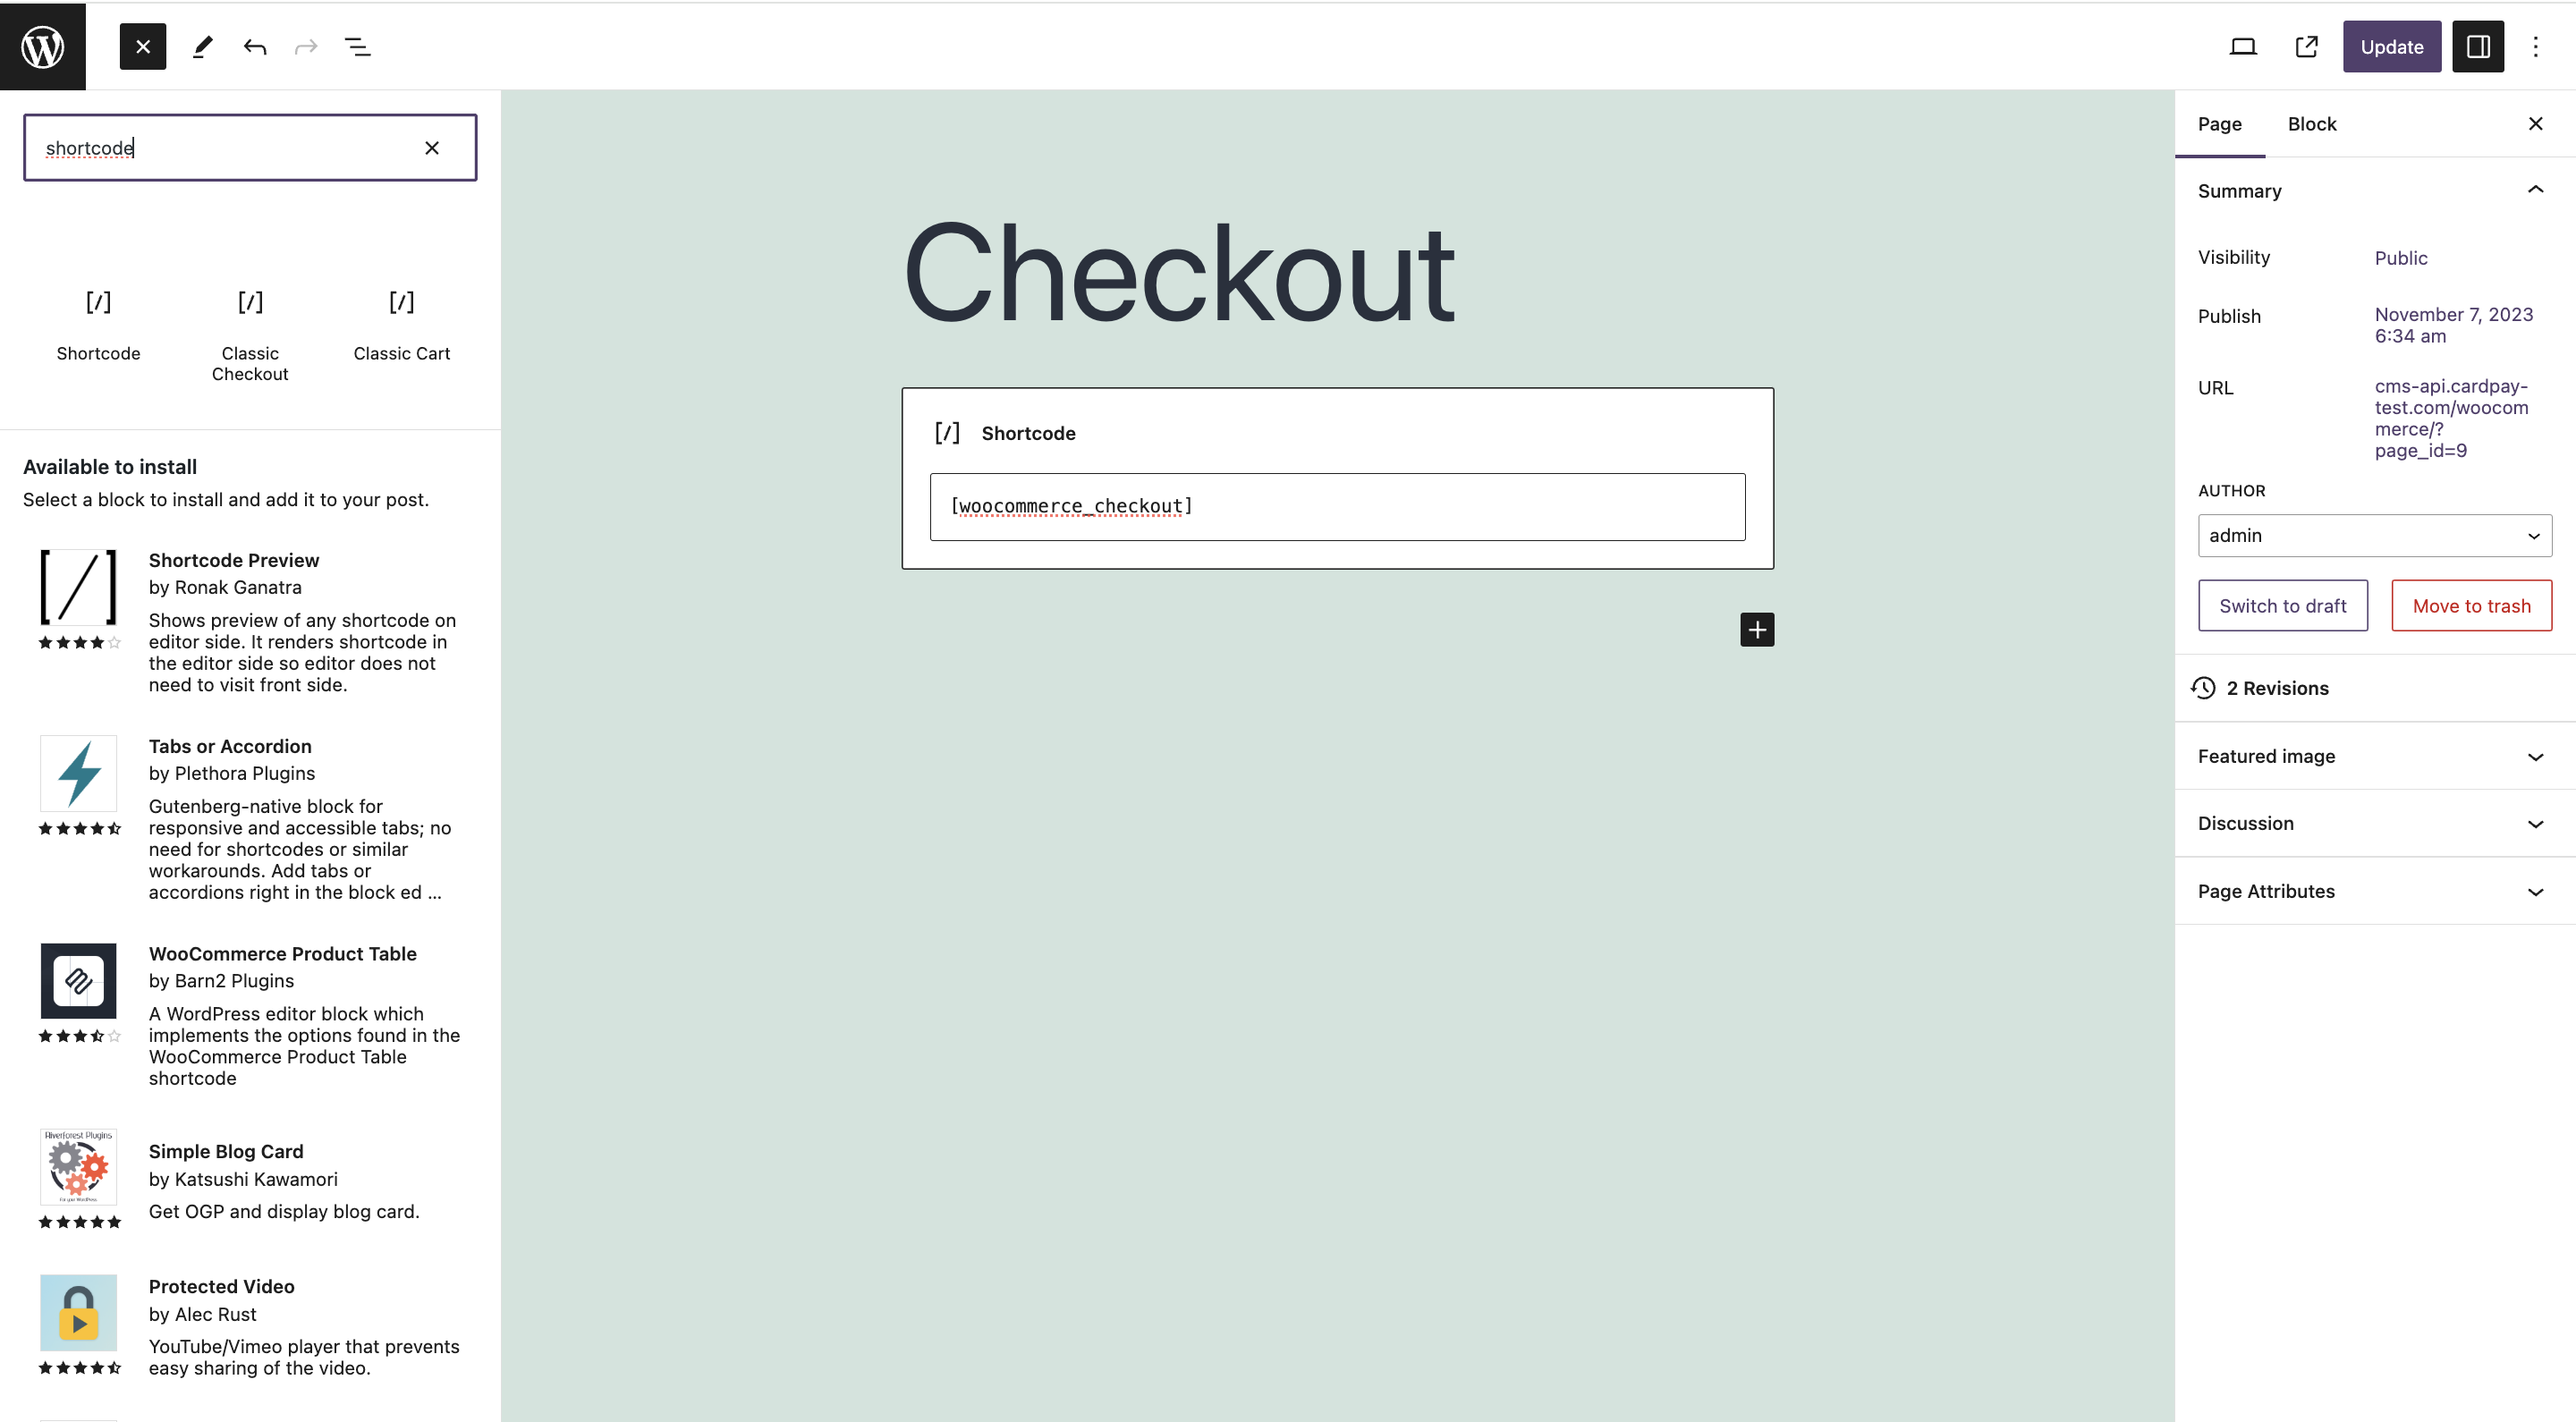 Update
shortcode
Shortcode
Classic
Checkout
Classic Cart
Available to install
Select a block to install and add it to your post.
Shortcode Preview
by Ronak Ganatra
Shows preview of any shortcode on
editor side. It renders shortcode in
the editor side so editor does not
need to visit front side.
Tabs or Accordion
by Plethora Plugins
Gutenberg-native block for
responsive and accessible tabs; no
need for shortcodes or similar
workarounds. Add tabs or
accordions right in the block ed ...
WooCommerce Product Table
by Barn2 Plugins
A WordPress editor block which
implements the options found in the
WooCommerce Product Table
shortcode
Riverforest Plugins
For your WordPress
Simple Blog Card
by Katsushi Kawamori
Get OGP and display blog card.
Protected Video
by Alec Rust
YouTube/Vimeo player that prevents
easy sharing of the video.
Checkout
[/] Shortcode
[woocommerce_checkout]
Page Block
Summary
Visibility Public
Publish November 7, 2023
6:34 am
URL cms-api.cardpay-
test.com/woocom
merce/?
page_id=9
AUTHOR
admin
Switch to draft Move to trash
2 Revisions
Featured image
Discussion
Page Attributes